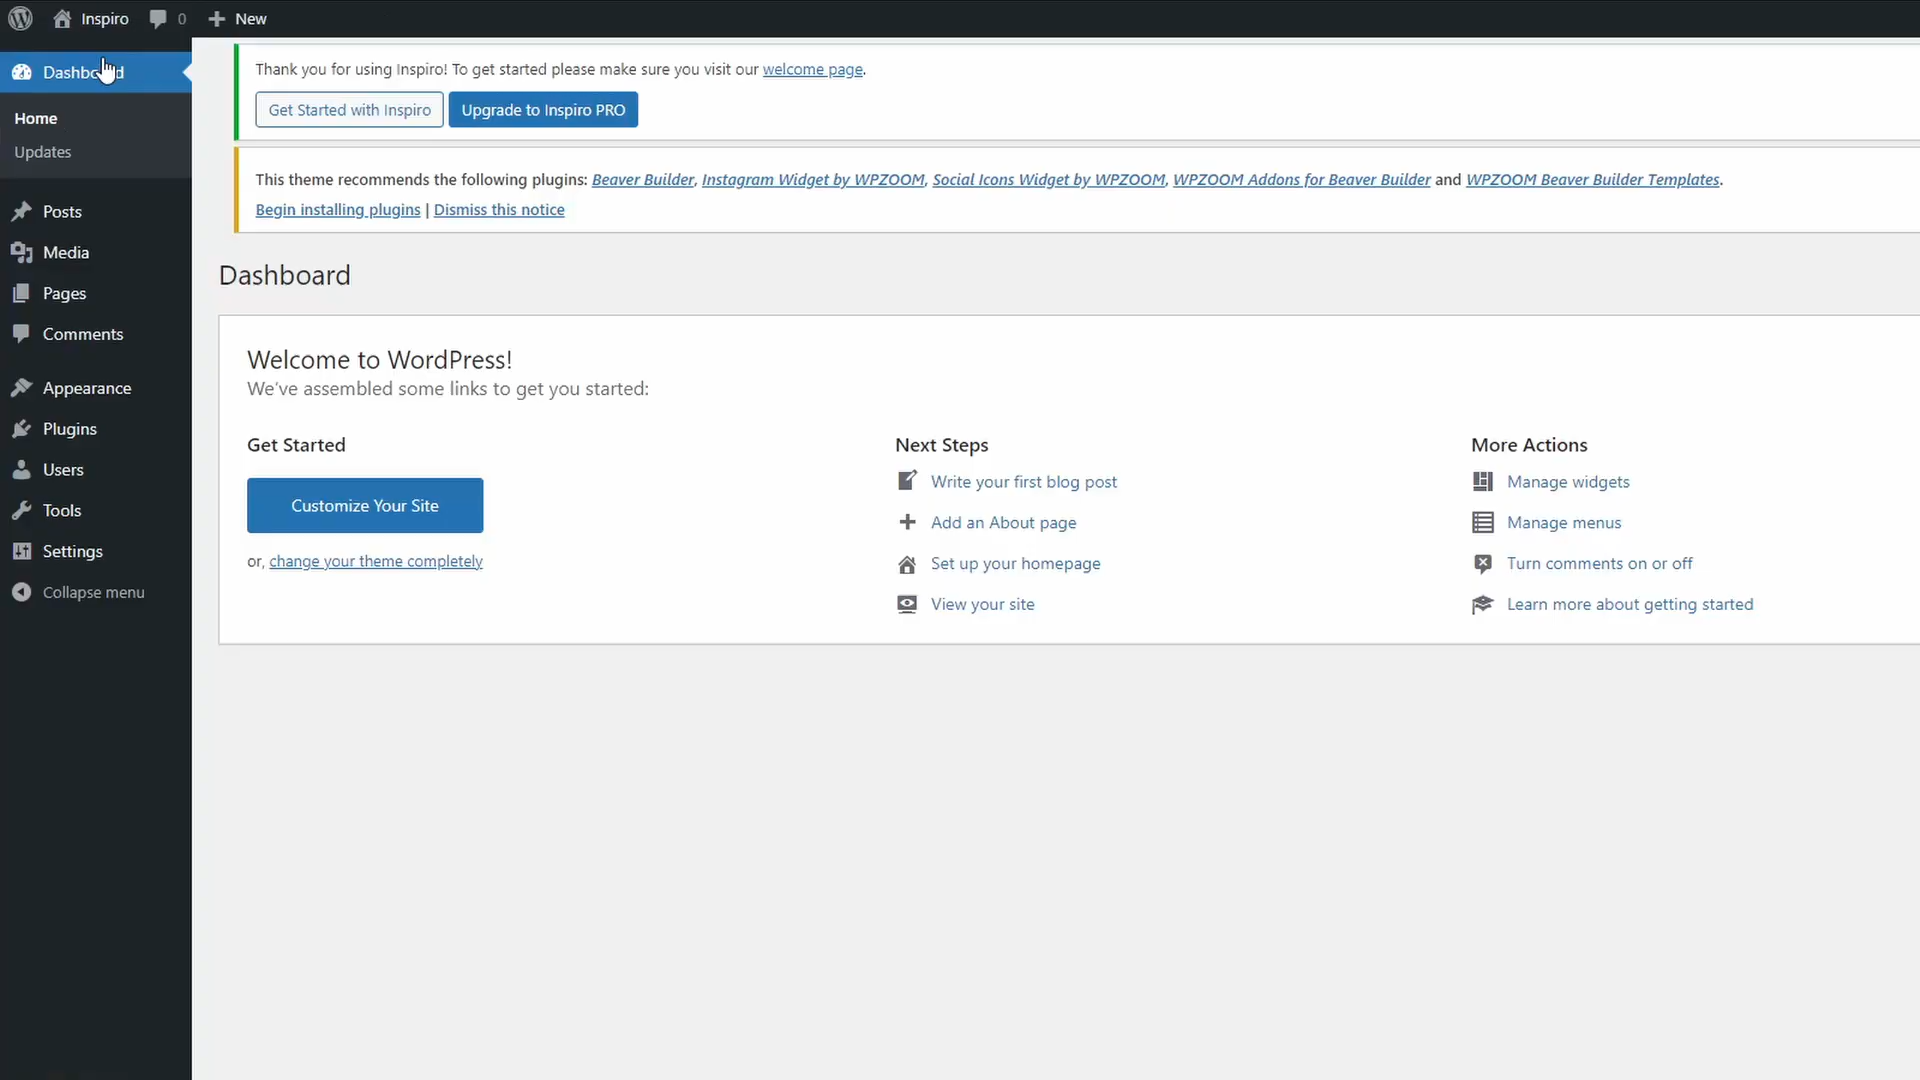 Inspiro 0 New
Dashboard
Home
Updates
Posts
Media
Pages
Comments
Appearance
Plugins
Users
Tools
Settings
Collapse menu
Thank you for using Inspiro! To get started please make sure you visit our welcome page.
Get Started with Inspiro Upgrade to Inspiro PRO
This theme recommends the following plugins: Beaver Builder, Instagram Widget by WPZOOM, Social Icons Widget by WPZOOM, WPZOOM Addons for Beaver Builder and WPZOOM Beaver Builder Templates.
Begin installing plugins | Dismiss this notice
Dashboard
Welcome to WordPress!
We've assembled some links to get you started:
Get Started
Customize Your Site
or, change your theme completely
Next Steps
Write your first blog post
Add an About page
Set up your homepage
View your site
More Actions
Manage widgets
Manage menus
Turn comments on or off
Learn more about getting started